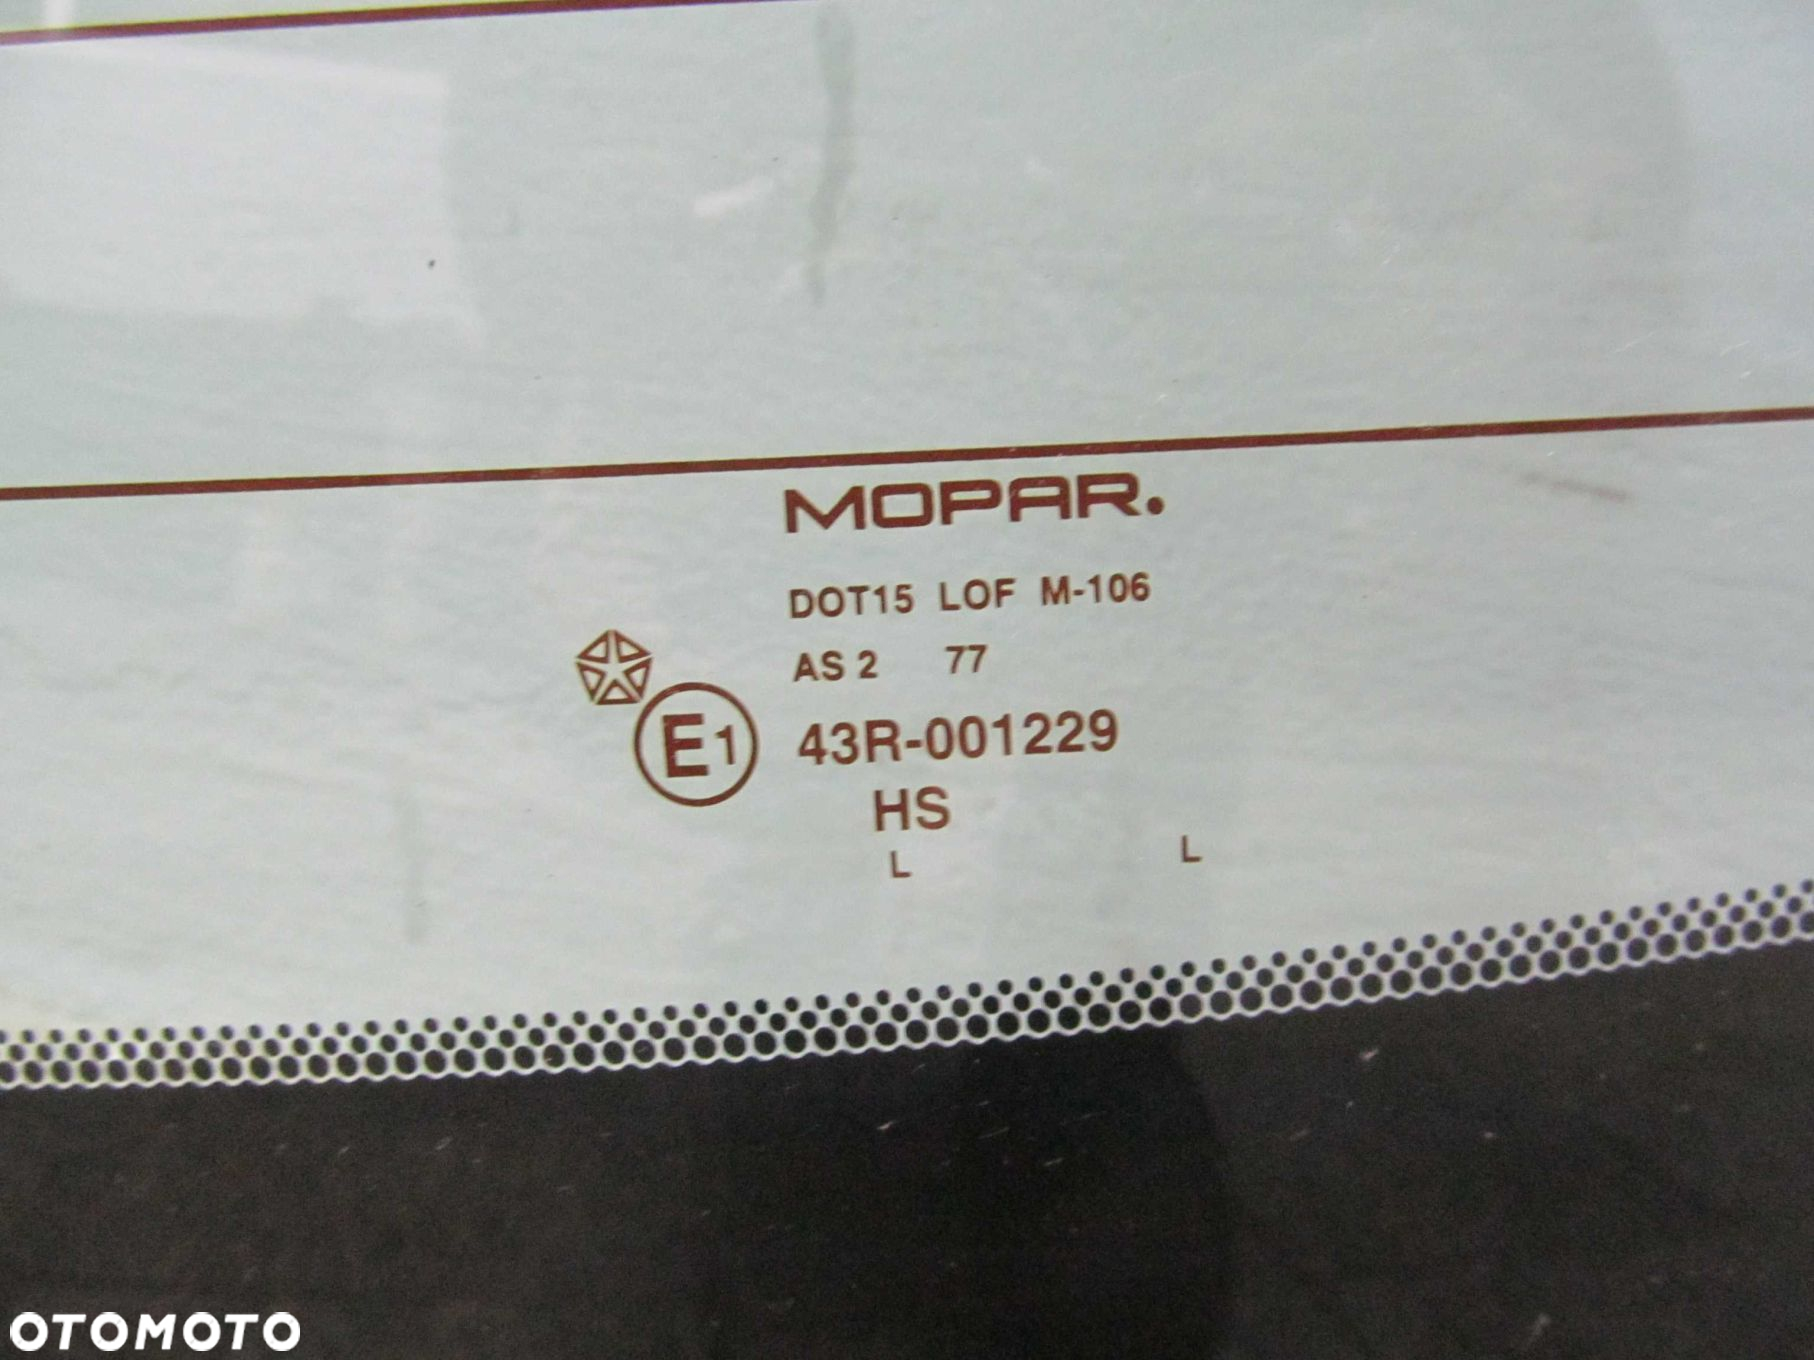 MOPAR.
DOT15 LOF M-106
AS 2 77
E1 43R-001229
HS
L L
OTOMOTO